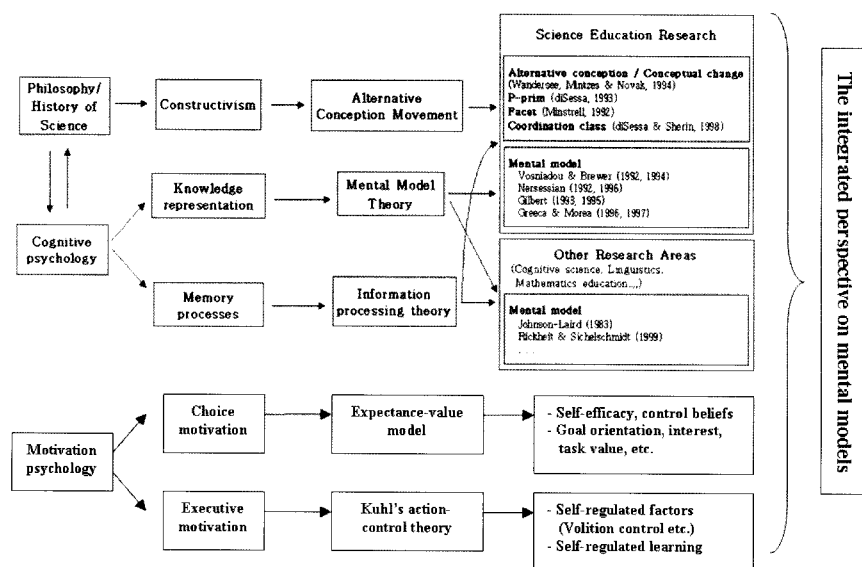 Science Education Research
Philosophy/
History of
Science
Constructivism
Alternative
Conception Movement
Alternative conception / Conceptual change
(Wandersee, Mintzes & Novak, 1994)
P-prim (diSessa, 1993)
Facet (Minstrell, 1992)
Coordination class (diSessa & Sherin, 1998)
Cognitive
psychology
Knowledge
representation
Mental Model
Theory
Mental model
Vosniadou & Brewer (1992, 1994)
Nersessian (1992, 1996)
Gilbert (1993, 1995)
Greeca & Morea (1996, 1997)
Memory
processes
Information
processing theory
Other Research Areas
(Cognitive science, Linguistics,
Mathematics education...)
Mental model
Johnson-Laird (1983)
Rickheit & Sichelschmidt (1999)
. . .
Motivation
psychology
Choice
motivation
Expectance-value
model
- Self-efficacy, control beliefs
- Goal orientation, interest,
task value, etc.
Executive
motivation
Kuhl's action-
control theory
- Self-regulated factors
(Volition control etc.)
- Self-regulated learning
The integrated perspective on mental models